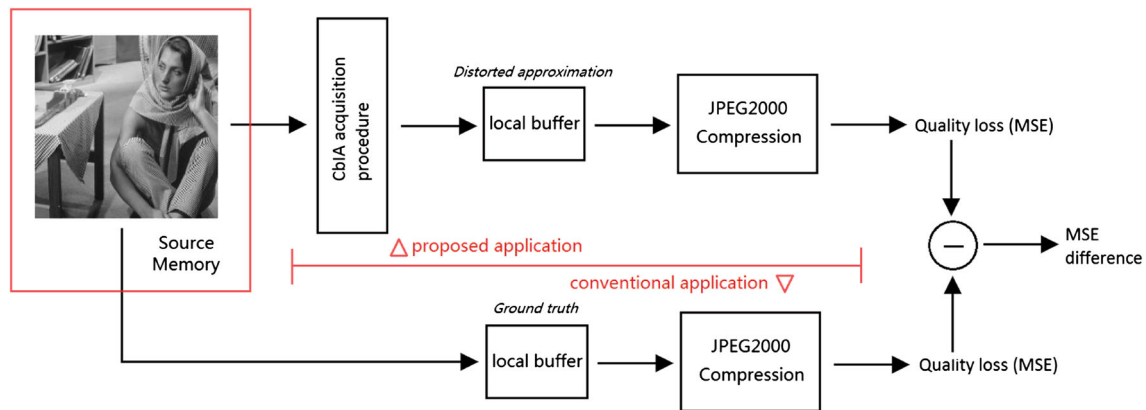 Source
Memory
CbIA acquisition
procedure
Distorted approximation
local buffer
JPEG2000
Compression
Quality loss (MSE)
△ proposed application
conventional application ▽
—
MSE
difference
Ground truth
local buffer
JPEG2000
Compression
Quality loss (MSE)